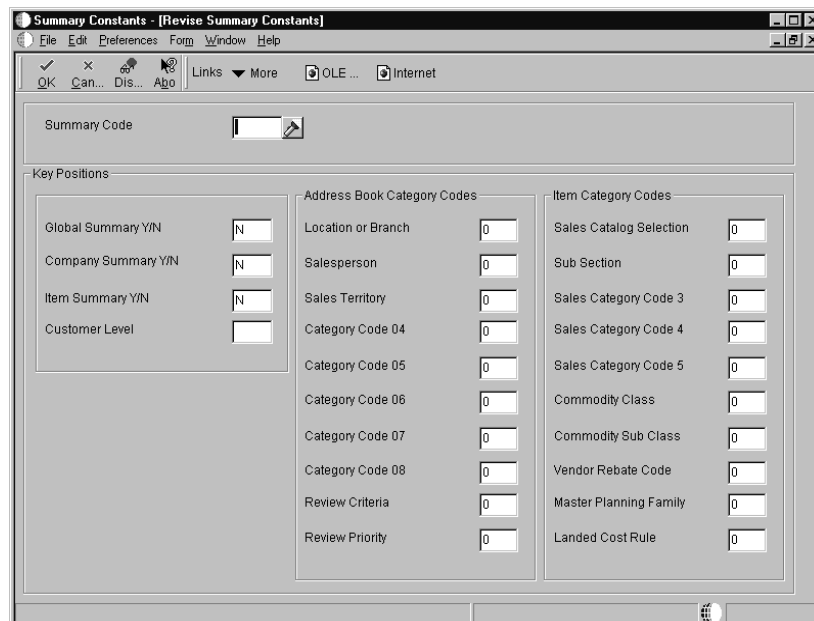 Summary Constants - [Revise Summary Constants]
File Edit Preferences Form Window Help
OK Can... Dis... Abo Links More OLE ... Internet
Summary Code
Key Positions
Global Summary Y/N N
Company Summary Y/N N
Item Summary Y/N N
Customer Level
Address Book Category Codes
Location or Branch 0
Salesperson 0
Sales Territory 0
Category Code 04 0
Category Code 05 0
Category Code 06 0
Category Code 07 0
Category Code 08 0
Review Criteria 0
Review Priority 0
Item Category Codes
Sales Catalog Selection 0
Sub Section 0
Sales Category Code 3 0
Sales Category Code 4 0
Sales Category Code 5 0
Commodity Class 0
Commodity Sub Class 0
Vendor Rebate Code 0
Master Planning Family 0
Landed Cost Rule 0